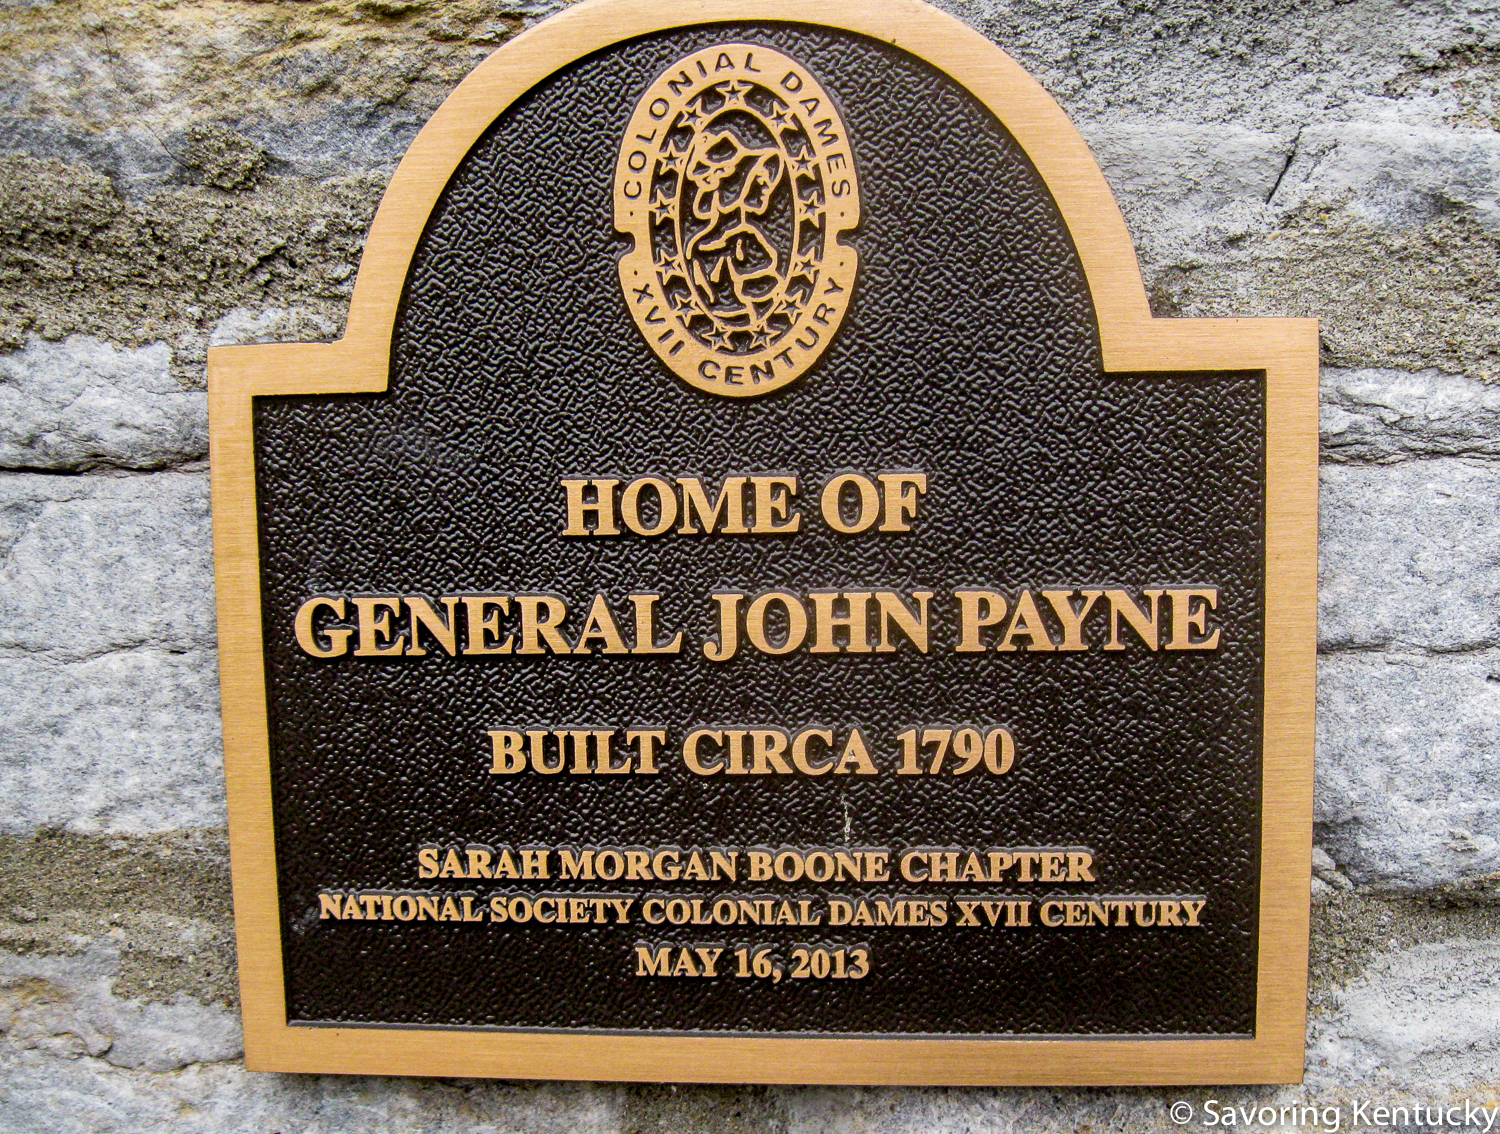 COLONIAL DAMES
XVII CENTURY
HOME OF
GENERAL JOHN PAYNE
BUILT CIRCA 1790
SARAH MORGAN BOONE CHAPTER
NATIONAL SOCIETY COLONIAL DAMES XVII CENTURY
MAY 16, 2013
© Savoring Kentucky